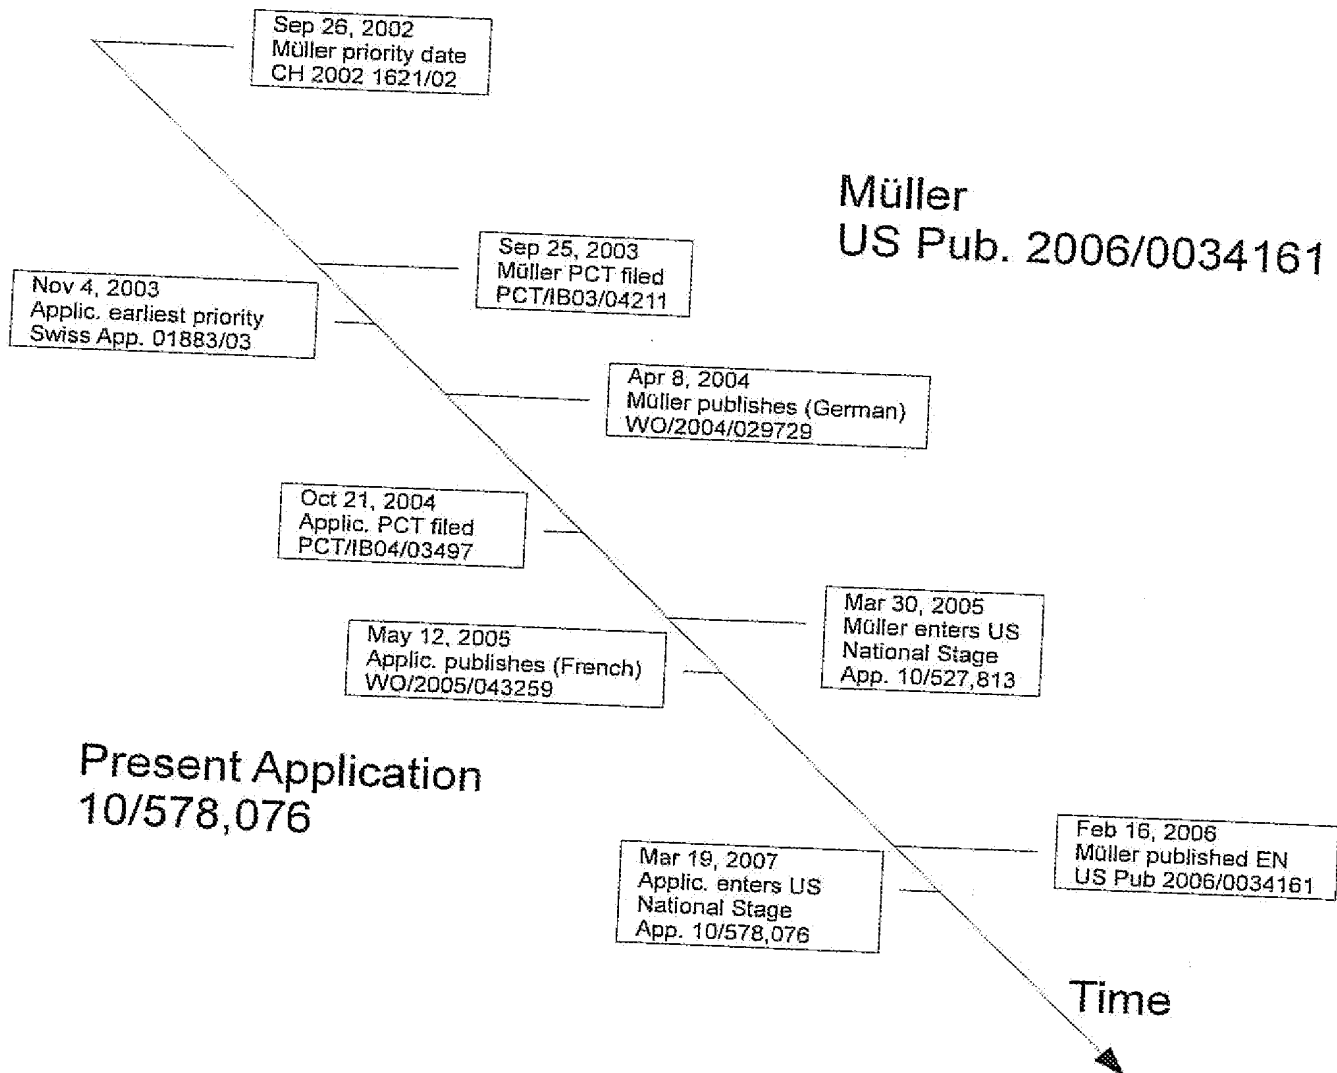 Sep 26, 2002
Müller priority date
CH 2002 1621/02
Müller
US Pub. 2006/0034161
Sep 25, 2003
Müller PCT filed
PCT/IB03/04211
Nov 4, 2003
Applic. earliest priority
Swiss App. 01883/03
Apr 8, 2004
Müller publishes (German)
WO/2004/029729
Oct 21, 2004
Applic. PCT filed
PCT/IB04/03497
Mar 30, 2005
Müller enters US
National Stage
App. 10/527,813
May 12, 2005
Applic. publishes (French)
WO/2005/043259
Present Application
10/578,076
Feb 16, 2006
Müller published EN
US Pub 2006/0034161
Mar 19, 2007
Applic. enters US
National Stage
App. 10/578,076
Time